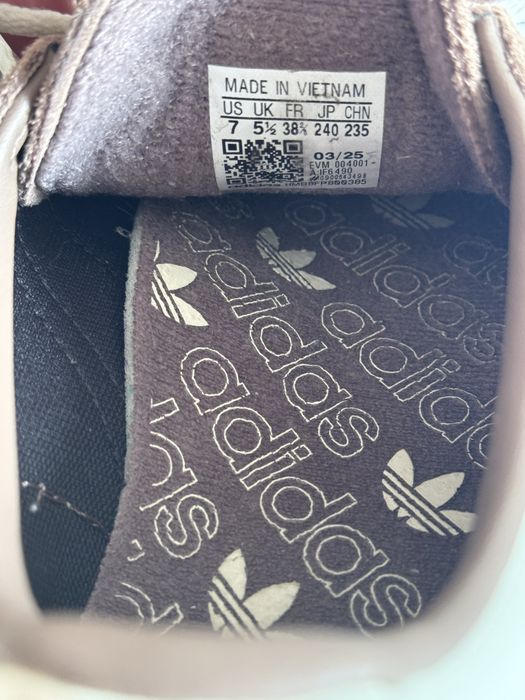 MADE IN VIETNAM
US UK FR JP CHN
7 5½ 38⅔ 240 235
03/25
EVM 004001-
A:IF6490
adidas
adidas
adidas
adidas
adidas